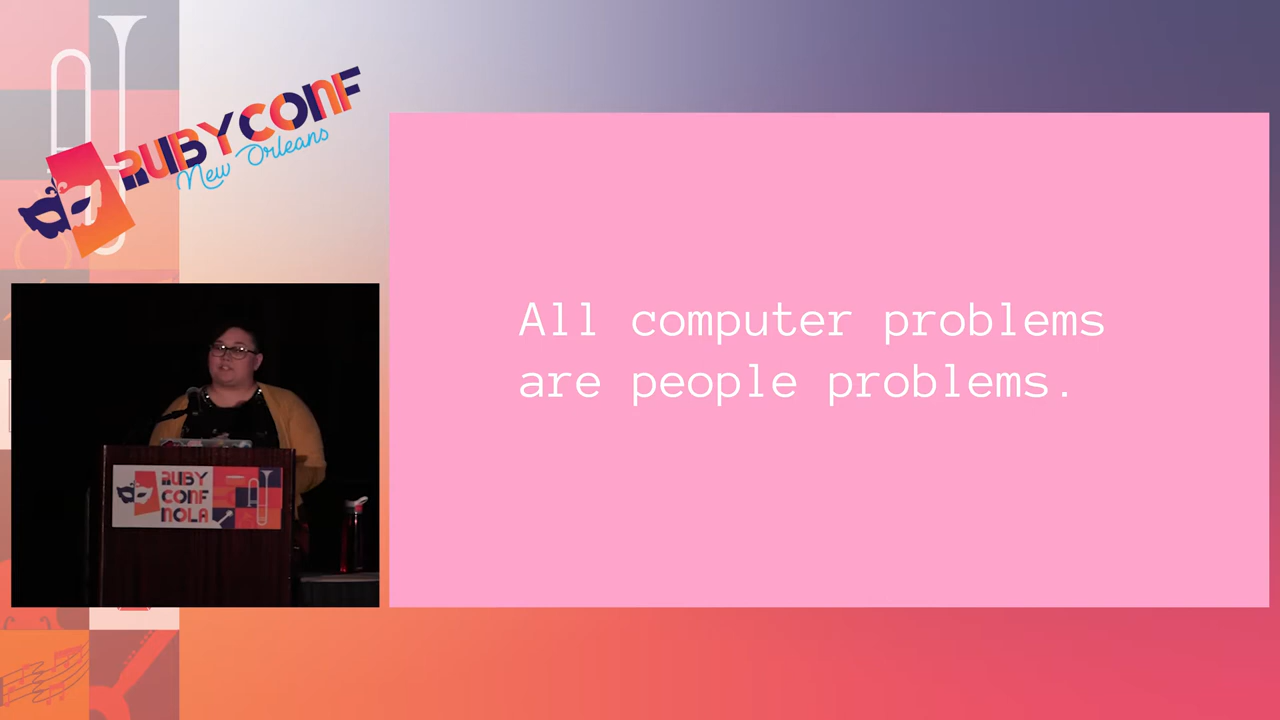 RUBYCONF
New Orleans
All computer problems
are people problems.
RUBY
CONF
NOLA